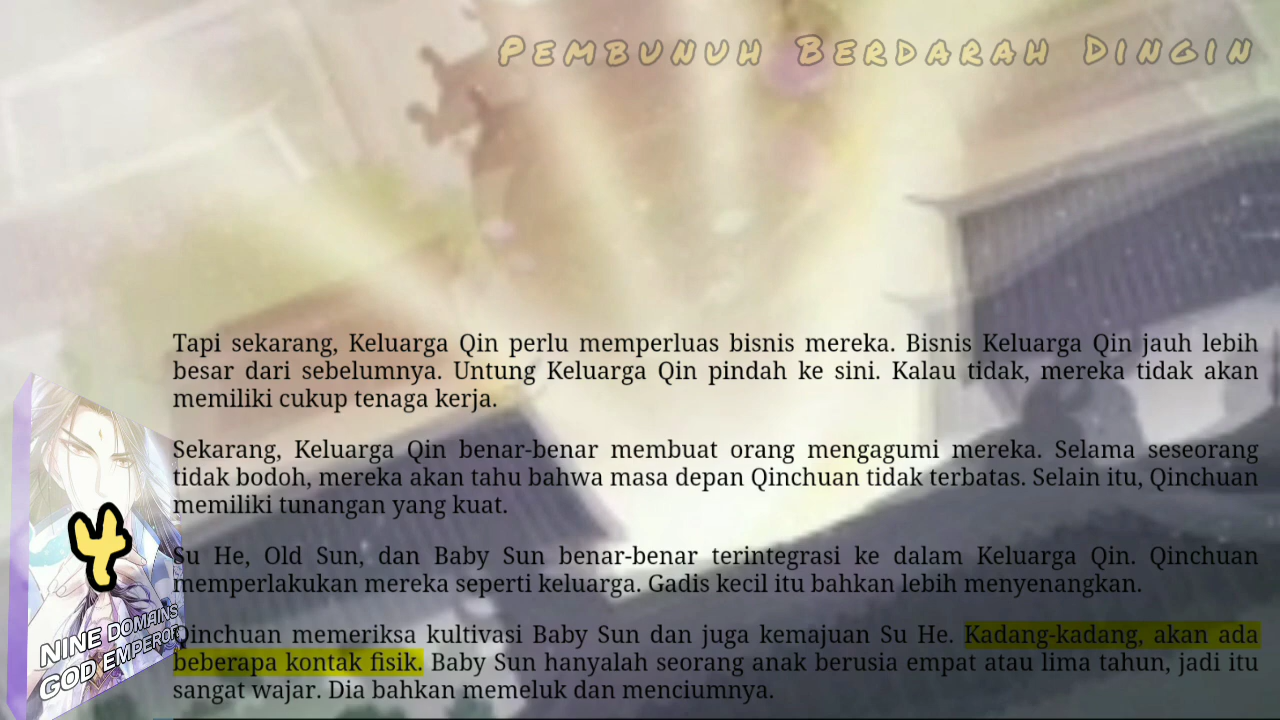 Pembunuh Berdarah Dingin
Tapi sekarang, Keluarga Qin perlu memperluas bisnis mereka. Bisnis Keluarga Qin jauh lebih
besar dari sebelumnya. Untung Keluarga Qin pindah ke sini. Kalau tidak, mereka tidak akan
memiliki cukup tenaga kerja.
Sekarang, Keluarga Qin benar-benar membuat orang mengagumi mereka. Selama seseorang
tidak bodoh, mereka akan tahu bahwa masa depan Qinchuan tidak terbatas. Selain itu, Qinchuan
memiliki tunangan yang kuat.
Su He, Old Sun, dan Baby Sun benar-benar terintegrasi ke dalam Keluarga Qin. Qinchuan
memperlakukan mereka seperti keluarga. Gadis kecil itu bahkan lebih menyenangkan.
Qinchuan memeriksa kultivasi Baby Sun dan juga kemajuan Su He. Kadang-kadang, akan ada
beberapa kontak fisik. Baby Sun hanyalah seorang anak berusia empat atau lima tahun, jadi itu
sangat wajar. Dia bahkan memeluk dan menciumnya.
4
NINE DOMAINS
GOD EMPEROR